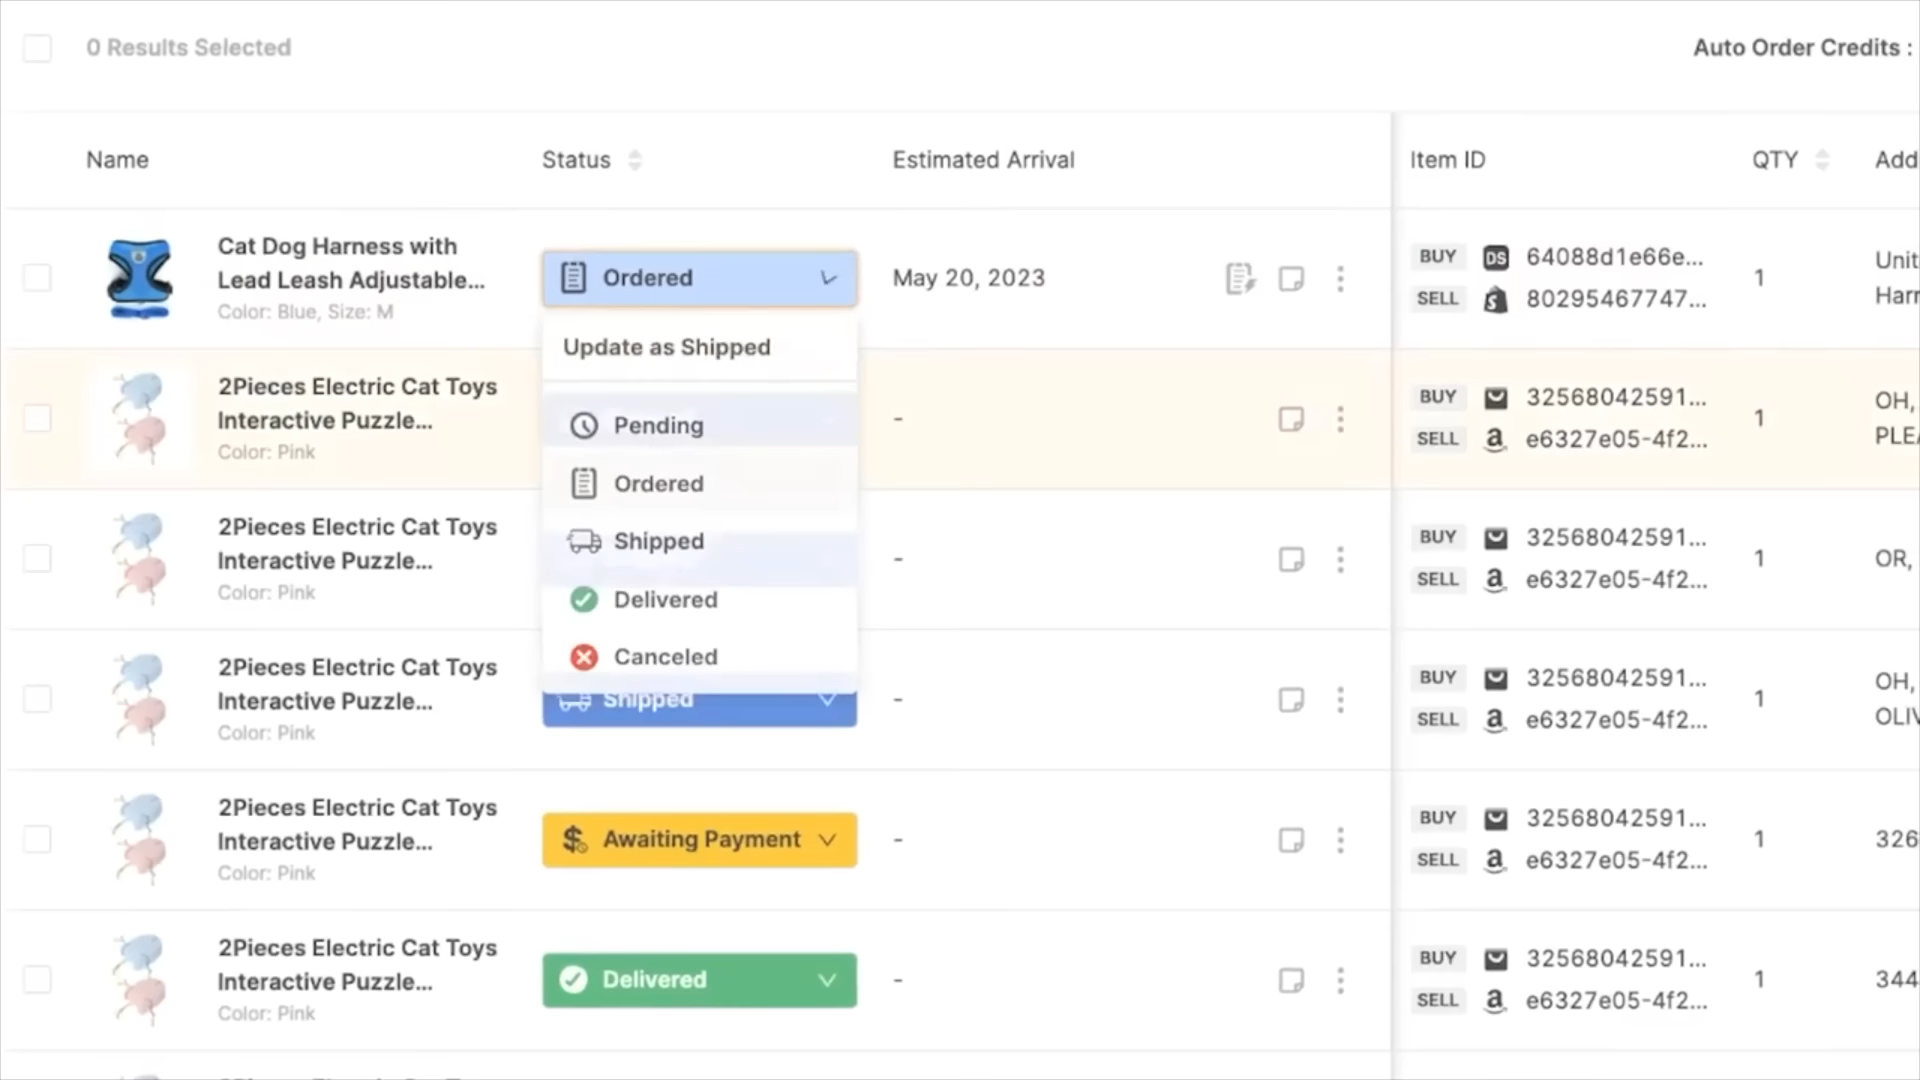 0 Results Selected
Auto Order Credits :
Name
Status
Estimated Arrival
Item ID
QTY
Add
Cat Dog Harness with
Lead Leash Adjustable...
Color: Blue, Size: M
Ordered
May 20, 2023
BUY
DS
64088d1e66e...
SELL
80295467747...
1
Unit
Harr
Update as Shipped
Pending
Ordered
Shipped
Delivered
Canceled
2Pieces Electric Cat Toys
Interactive Puzzle...
Color: Pink
-
BUY
32568042591...
SELL
e6327e05-4f2...
1
OH,
PLEA
2Pieces Electric Cat Toys
Interactive Puzzle...
Color: Pink
-
BUY
32568042591...
SELL
e6327e05-4f2...
1
OR,
2Pieces Electric Cat Toys
Interactive Puzzle...
Color: Pink
Shipped
-
BUY
32568042591...
SELL
e6327e05-4f2...
1
OH,
OLIV
2Pieces Electric Cat Toys
Interactive Puzzle...
Color: Pink
Awaiting Payment
-
BUY
32568042591...
SELL
e6327e05-4f2...
1
326
2Pieces Electric Cat Toys
Interactive Puzzle...
Color: Pink
Delivered
-
BUY
32568042591...
SELL
e6327e05-4f2...
1
344